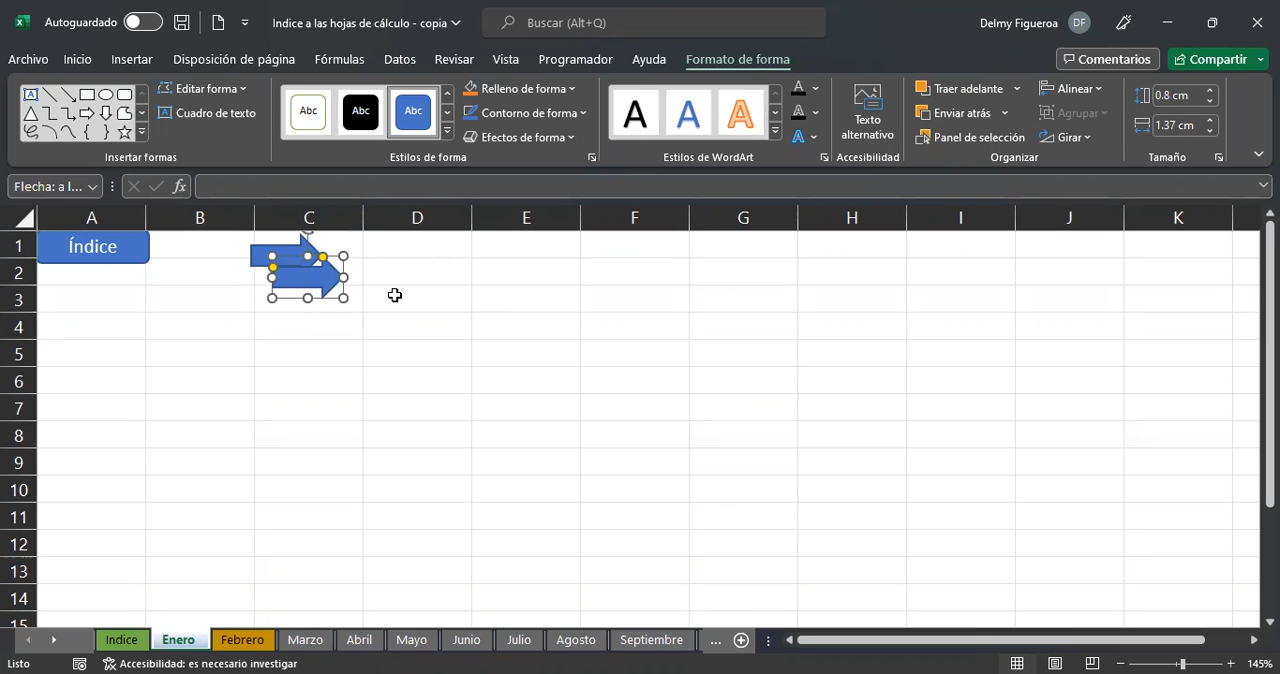 Autoguardado
Indice a las hojas de cálculo - copia
Buscar (Alt+Q)
Delmy Figueroa
DF
Archivo
Inicio
Insertar
Disposición de página
Fórmulas
Datos
Revisar
Vista
Programador
Ayuda
Formato de forma
Comentarios
Compartir
Editar forma
Cuadro de texto
Insertar formas
Abc
Abc
Abc
Relleno de forma
Contorno de forma
Efectos de forma
Estilos de forma
A
A
A
A
A
A
Estilos de WordArt
Texto
alternativo
Accesibilidad
Traer adelante
Enviar atrás
Panel de selección
Alinear
Agrupar
Girar
Organizar
0.8 cm
1.37 cm
Tamaño
Flecha: a l...
fx
A B C D E F G H I J K
1
Índice
2
3
4
5
6
7
8
9
10
11
12
13
14
15
Indice
Enero
Febrero
Marzo
Abril
Mayo
Junio
Julio
Agosto
Septiembre
...
Listo
Accesibilidad: es necesario investigar
145%